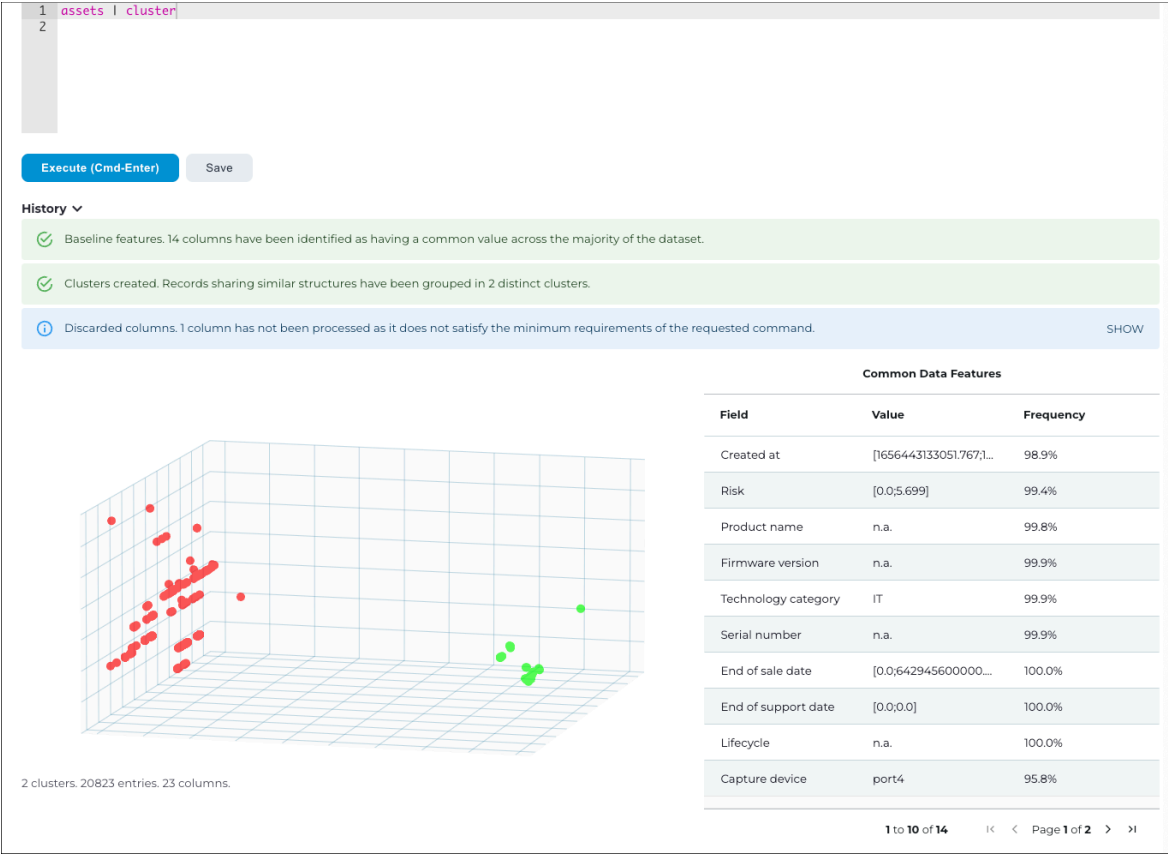 1 assets | cluster
2
Execute (Cmd-Enter) Save
History
Baseline features. 14 columns have been identified as having a common value across the majority of the dataset.
Clusters created. Records sharing similar structures have been grouped in 2 distinct clusters.
Discarded columns. 1 column has not been processed as it does not satisfy the minimum requirements of the requested command. SHOW
Common Data Features
Field Value Frequency
Created at [1656443133051.767;1... 98.9%
Risk [0.0;5.699] 99.4%
Product name n.a. 99.8%
Firmware version n.a. 99.9%
Technology category IT 99.9%
Serial number n.a. 99.9%
End of sale date [0.0;642945600000.... 100.0%
End of support date [0.0;0.0] 100.0%
Lifecycle n.a. 100.0%
Capture device port4 95.8%
2 clusters. 20823 entries. 23 columns.
1 to 10 of 14 Page 1 of 2